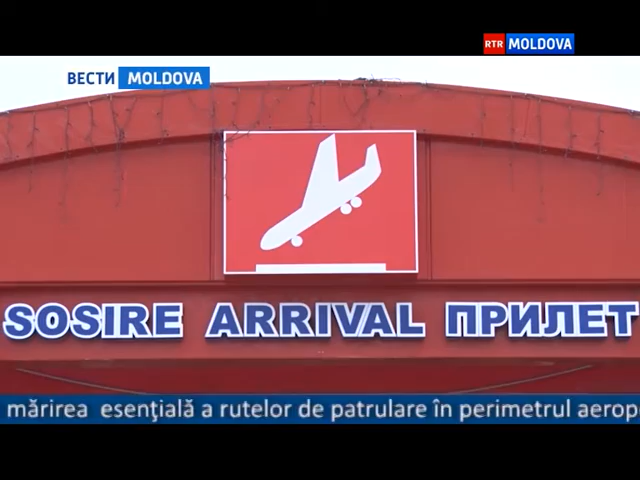 RTR MOLDOVA
ВЕСТИ MOLDOVA
SOSIRE ARRIVAL ПРИЛЕТ
mărirea esenţială a rutelor de patrulare în perimetrul